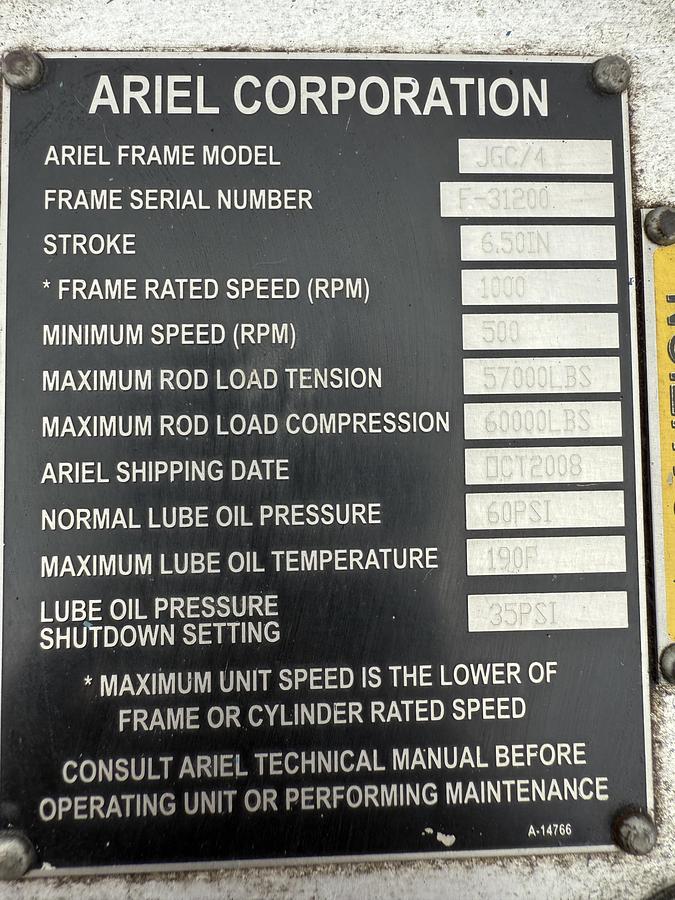 ARIEL CORPORATION
ARIEL FRAME MODEL JGC/4
FRAME SERIAL NUMBER F-31200
STROKE 6.50IN
* FRAME RATED SPEED (RPM) 1000
MINIMUM SPEED (RPM) 500
MAXIMUM ROD LOAD TENSION 57000LBS
MAXIMUM ROD LOAD COMPRESSION 60000LBS
ARIEL SHIPPING DATE OCT2008
NORMAL LUBE OIL PRESSURE 60PSI
MAXIMUM LUBE OIL TEMPERATURE 190F
LUBE OIL PRESSURE
SHUTDOWN SETTING 35PSI
* MAXIMUM UNIT SPEED IS THE LOWER OF
FRAME OR CYLINDER RATED SPEED
CONSULT ARIEL TECHNICAL MANUAL BEFORE
OPERATING UNIT OR PERFORMING MAINTENANCE
A-14766